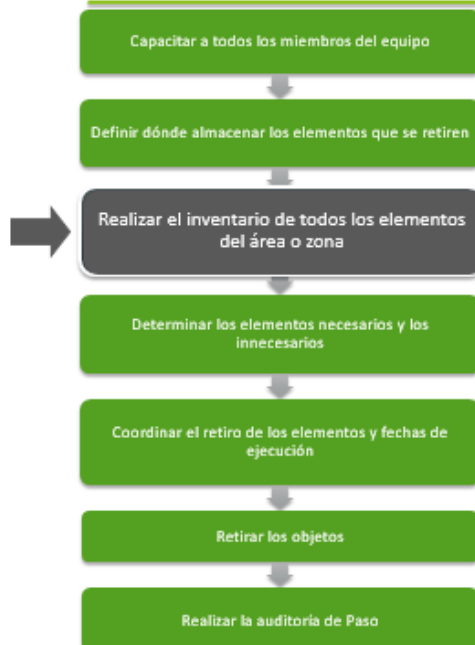 Capacitar a todos los miembros del equipo
Definir dónde almacenar los elementos que se retiren
Realizar el inventario de todos los elementos
del área o zona
Determinar los elementos necesarios y los
innecesarios
Coordinar el retiro de los elementos y fechas de
ejecución
Retirar los objetos
Realizar la auditoría de Paso